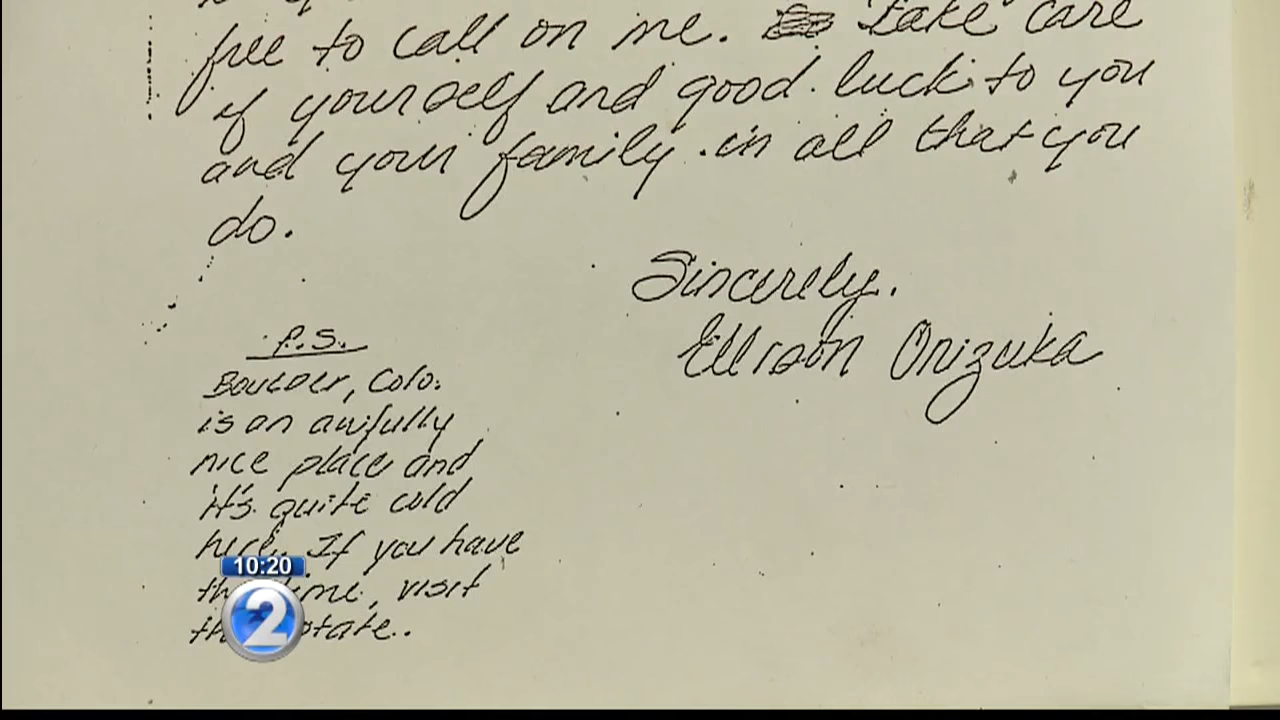 free to call on me. Take care
of yourself and good luck to you
and your family in all that you
do.
Sincerely,
Ellison Onizuka
P.S.
Boulder, Colo.
is an awfully
nice place and
it's quite cold
here. If you have
time, visit
state.
10:20
2